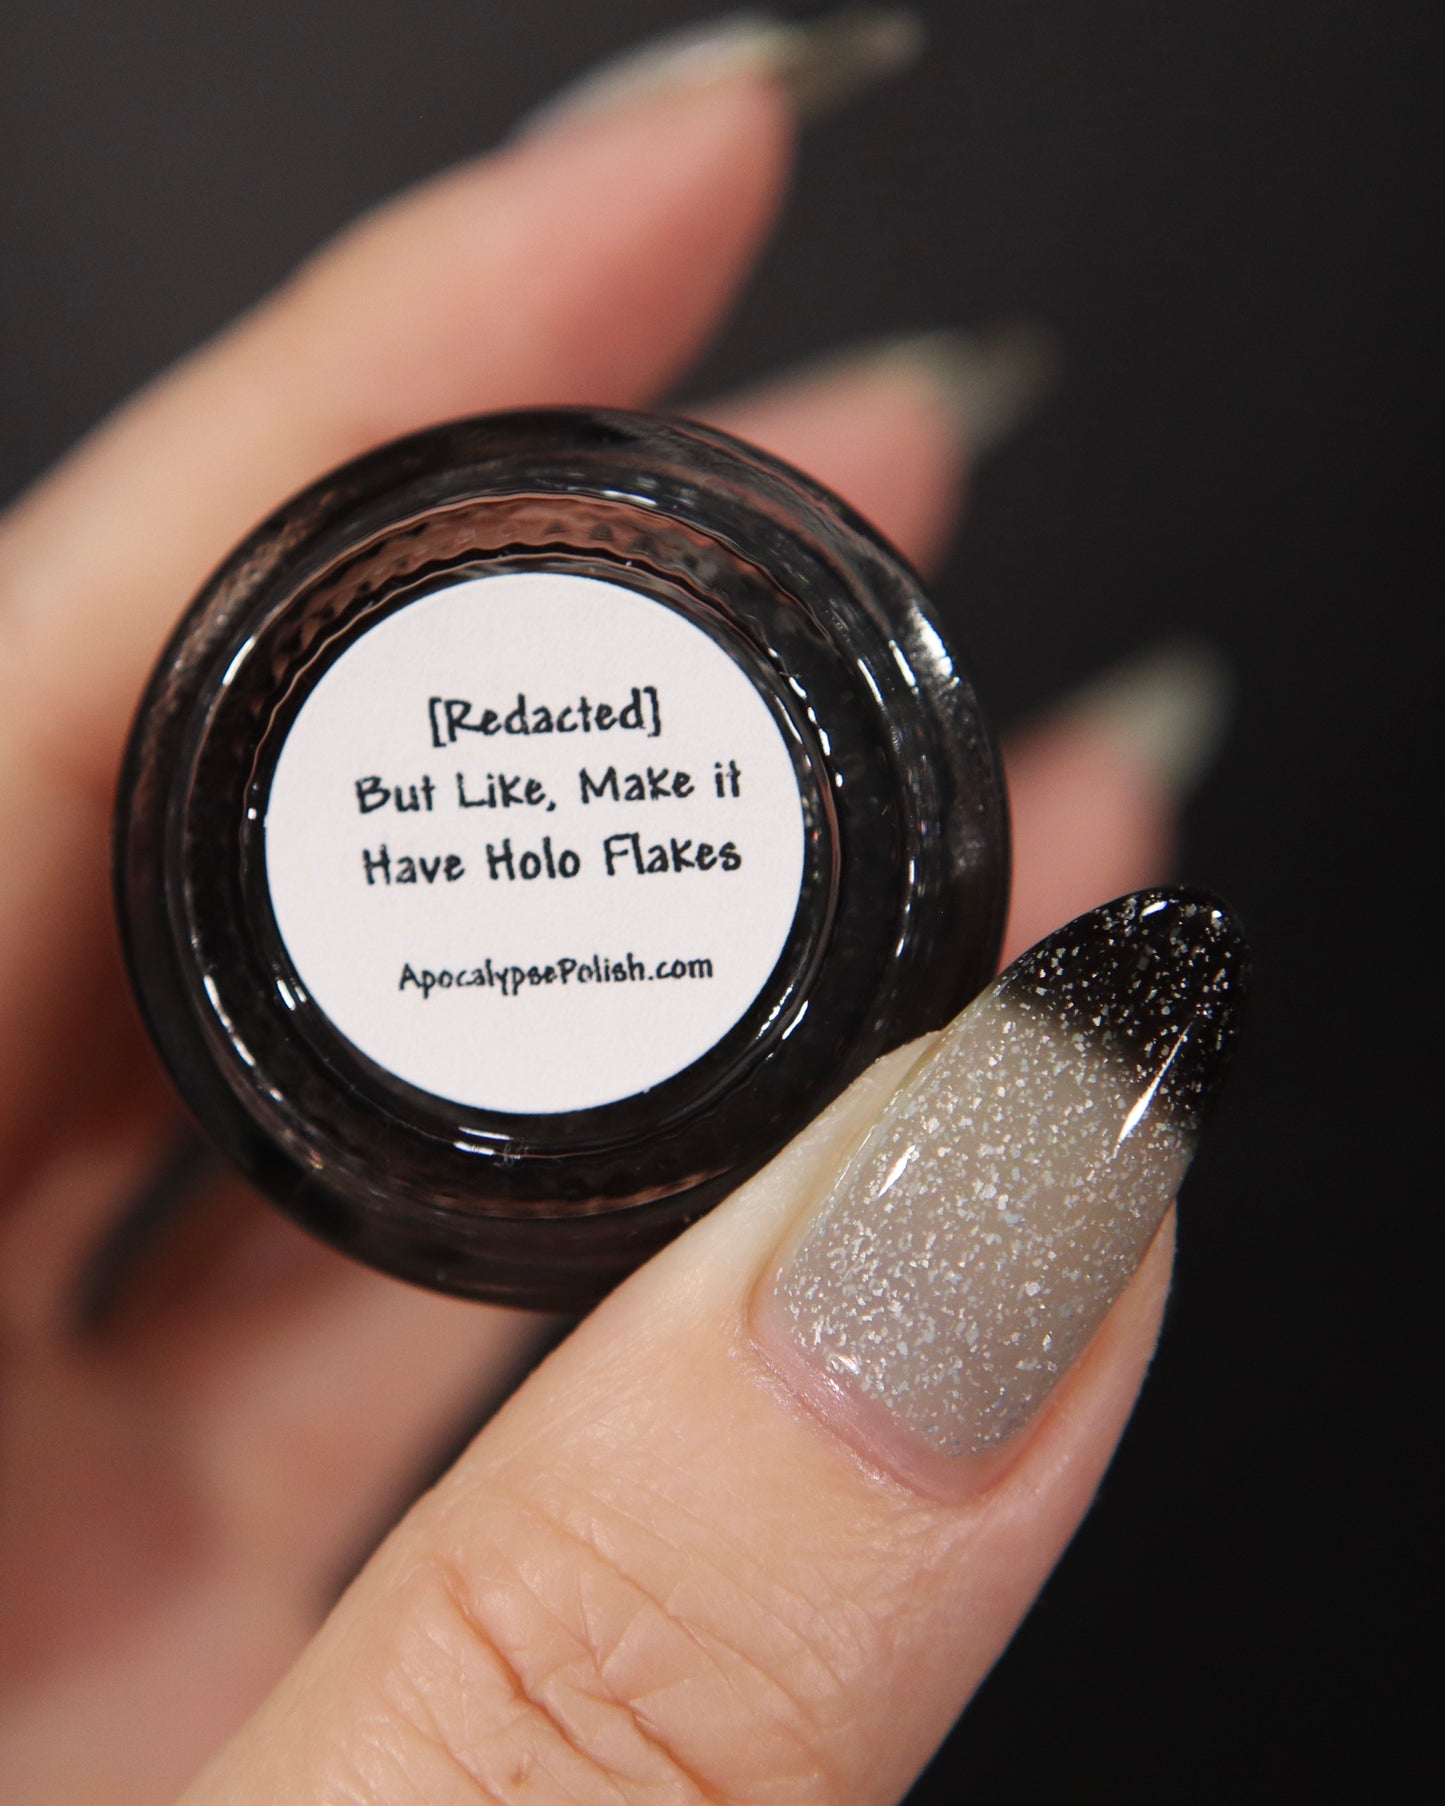 [Redacted]
But Like, Make it
Have Holo Flakes
ApocalypsePolish.com